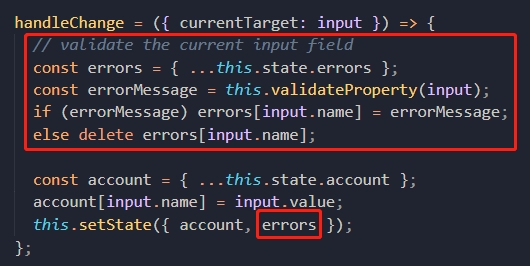 handleChange = ({ currentTarget: input }) => {
// validate the current input field
const errors = { ...this.state.errors };
const errorMessage = this.validateProperty(input);
if (errorMessage) errors[input.name] = errorMessage;
else delete errors[input.name];
const account = { ...this.state.account };
account[input.name] = input.value;
this.setState({ account, errors });
};